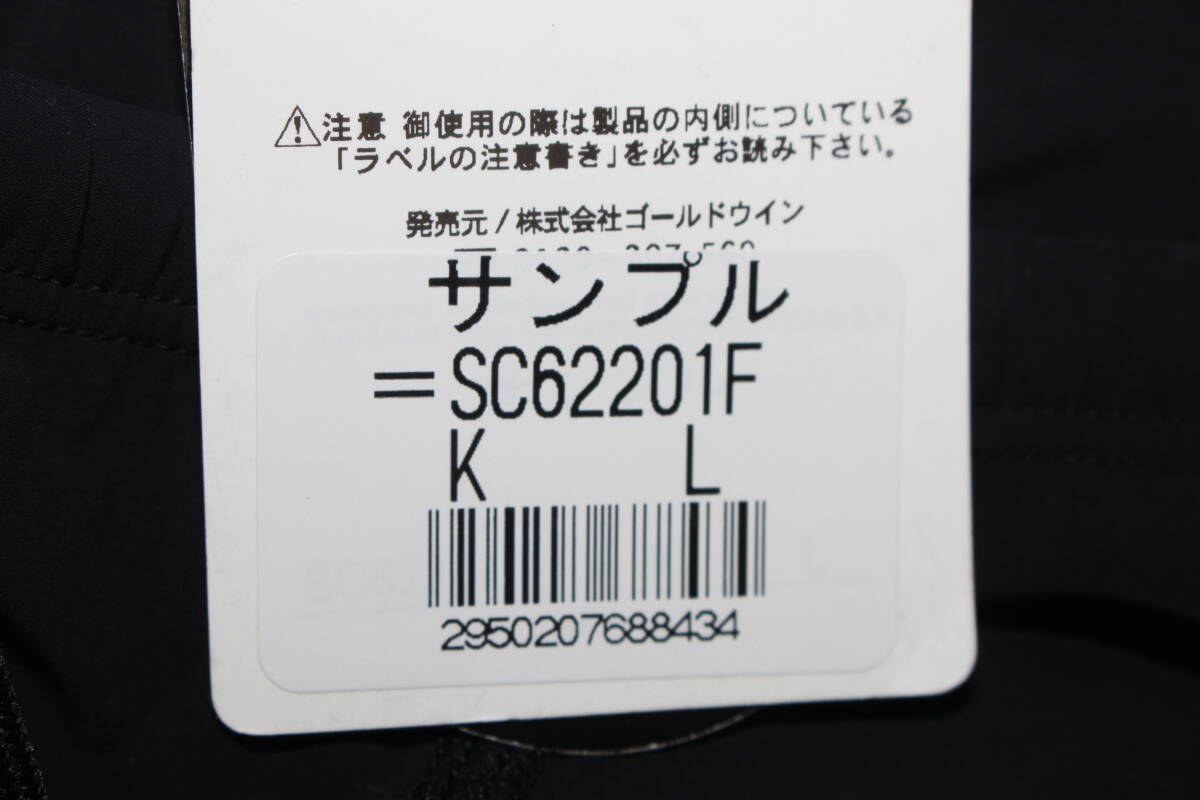 ⚠注意 御使用の際は製品の内側についている
「ラベルの注意書き」を必ずお読み下さい。
発売元/株式会社ゴールドウイン
サンプル
=SC62201F
K L
2950207688434